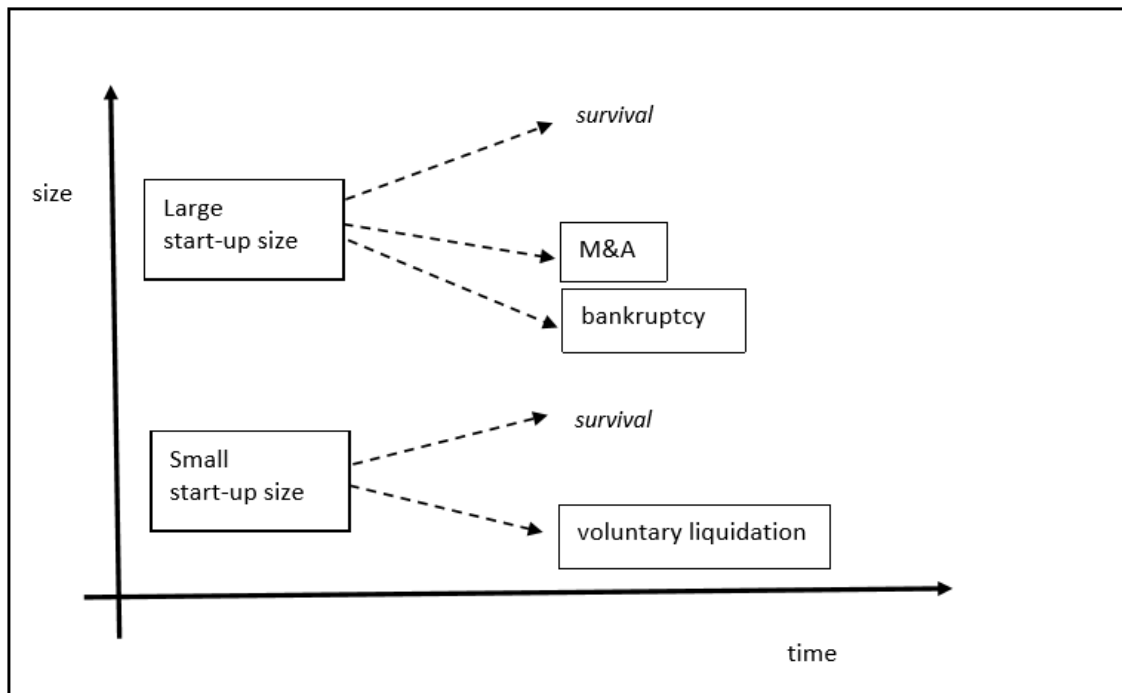 survival
size
Large
start-up size
M&A
bankruptcy
survival
Small
start-up size
voluntary liquidation
time